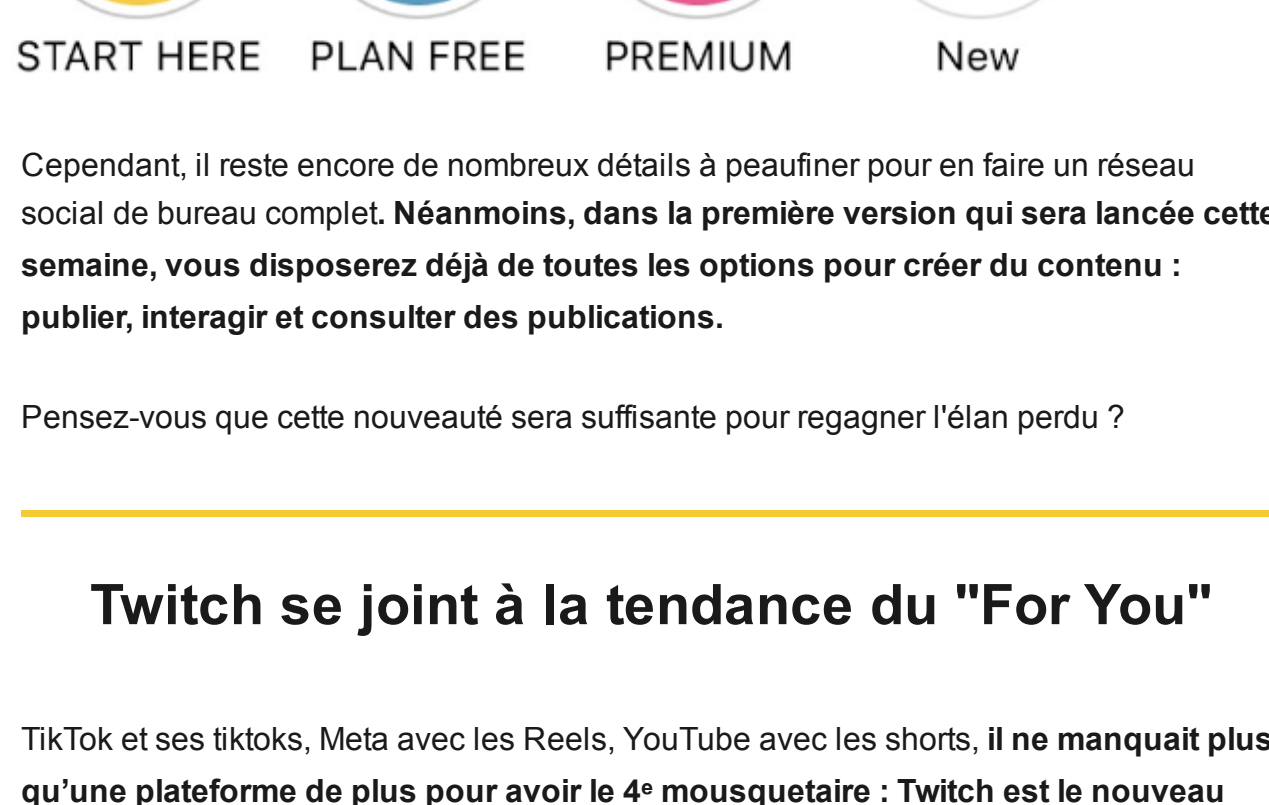 START HERE PLAN FREE PREMIUM New
Cependant, il reste encore de nombreux détails à peaufiner pour en faire un réseau
social de bureau complet. Néanmoins, dans la première version qui sera lancée cette
semaine, vous disposerez déjà de toutes les options pour créer du contenu :
publier, interagir et consulter des publications.
Pensez-vous que cette nouveauté sera suffisante pour regagner l'élan perdu ?
Twitch se joint à la tendance du "For You"
TikTok et ses tiktoks, Meta avec les Reels, YouTube avec les shorts, il ne manquait plus
qu’une plateforme de plus pour avoir le 4ᵉ mousquetaire : Twitch est le nouveau